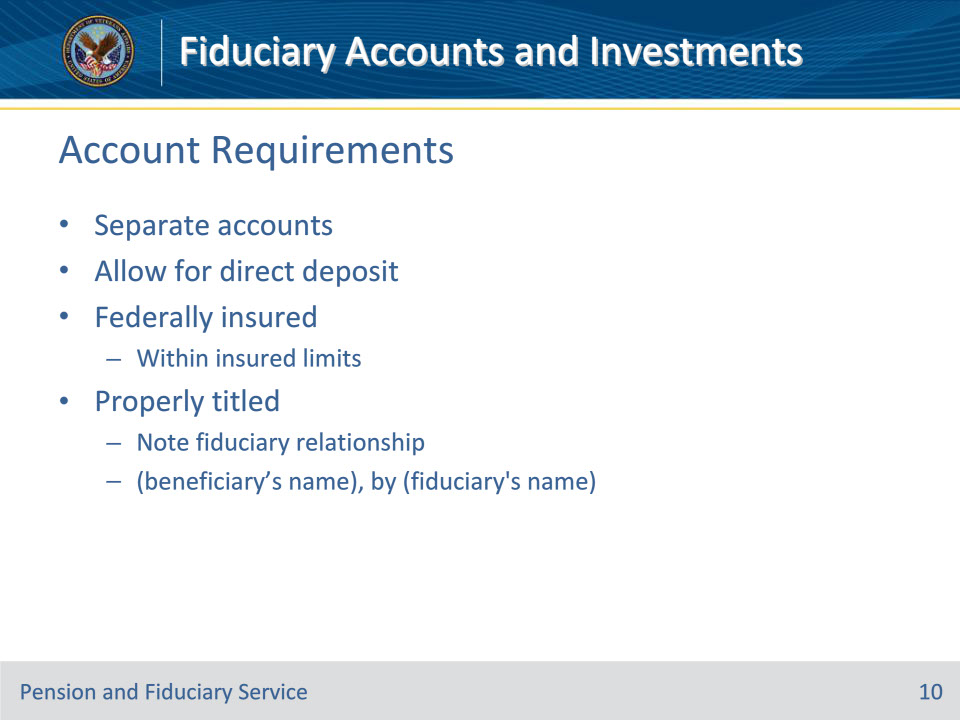 Fiduciary Accounts and Investments
Account Requirements
• Separate accounts
• Allow for direct deposit
• Federally insured
– Within insured limits
• Properly titled
– Note fiduciary relationship
– (beneficiary’s name), by (fiduciary's name)
Pension and Fiduciary Service
10